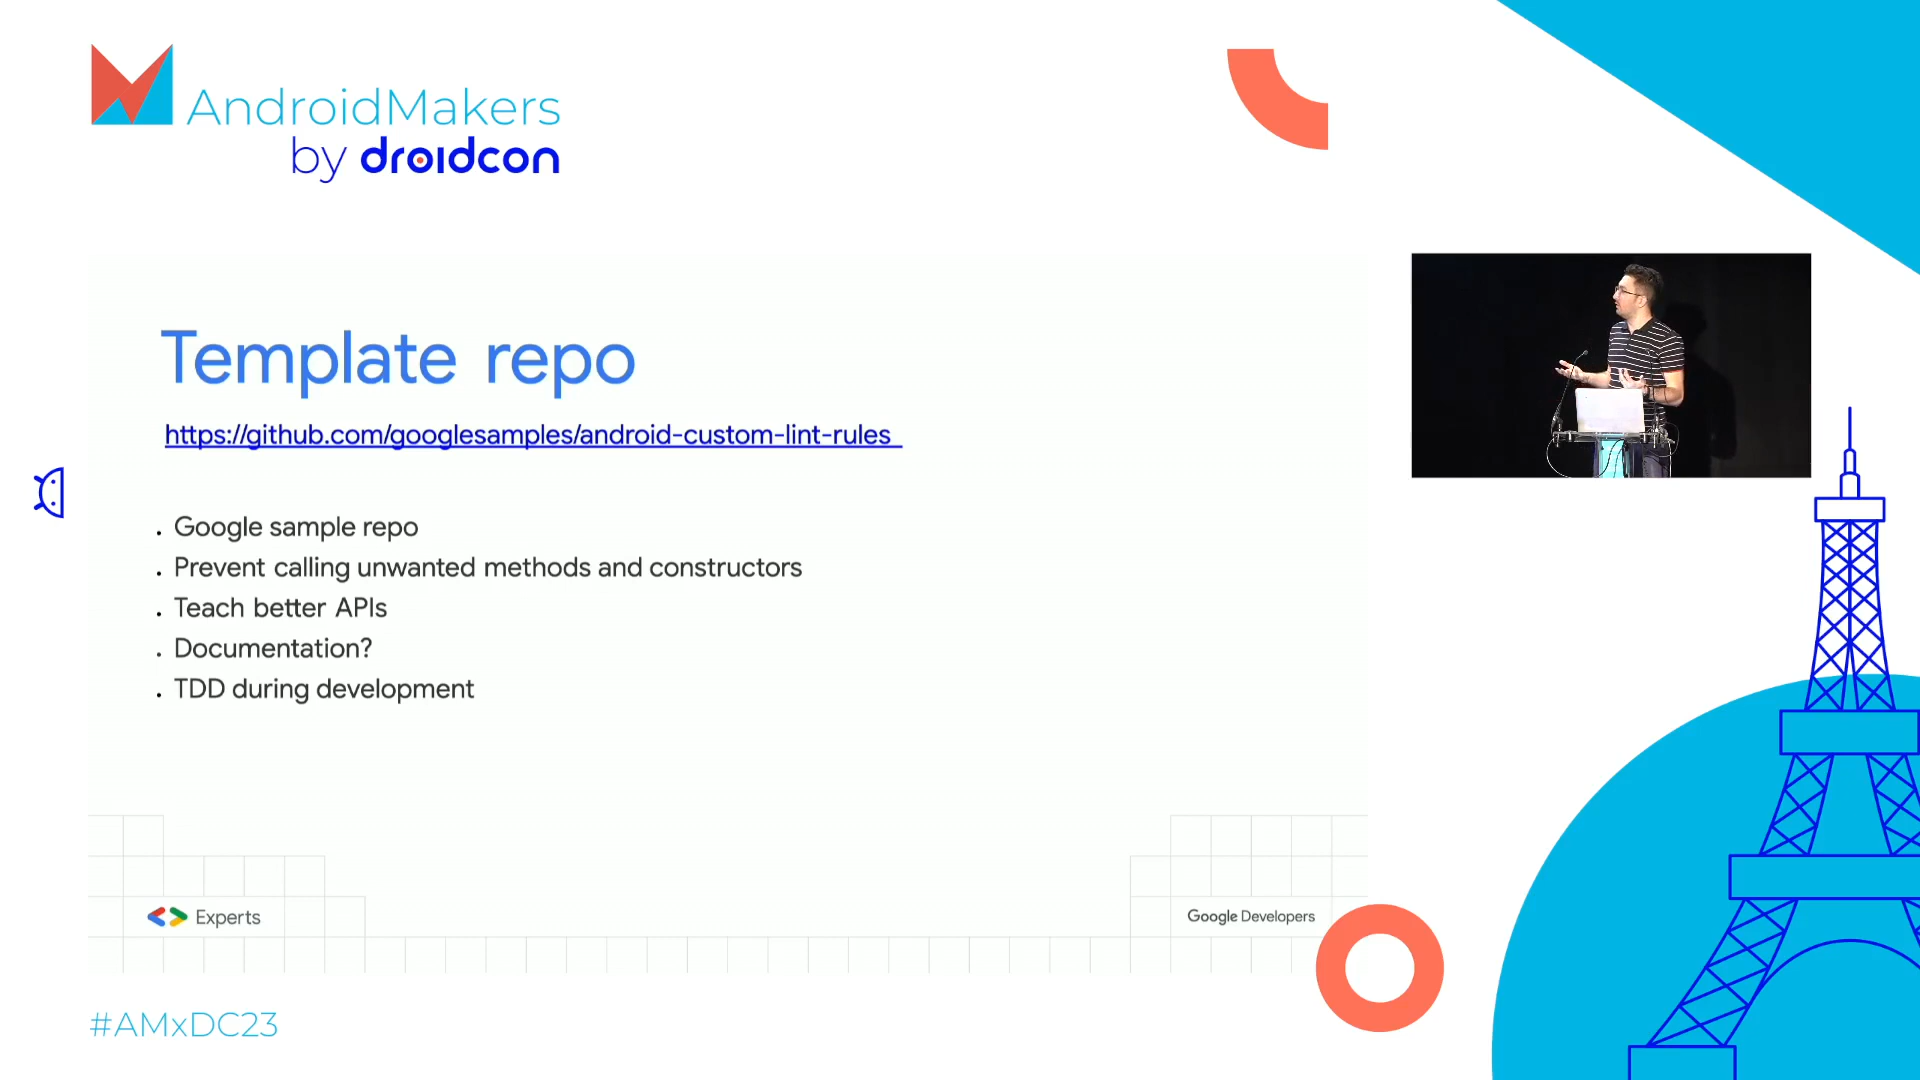 AndroidMakers
by droidcon
Template repo
https://github.com/googlesamples/android-custom-lint-rules
. Google sample repo
. Prevent calling unwanted methods and constructors
. Teach better APIs
. Documentation?
. TDD during development
<> Experts
Google Developers
#AMxDC23